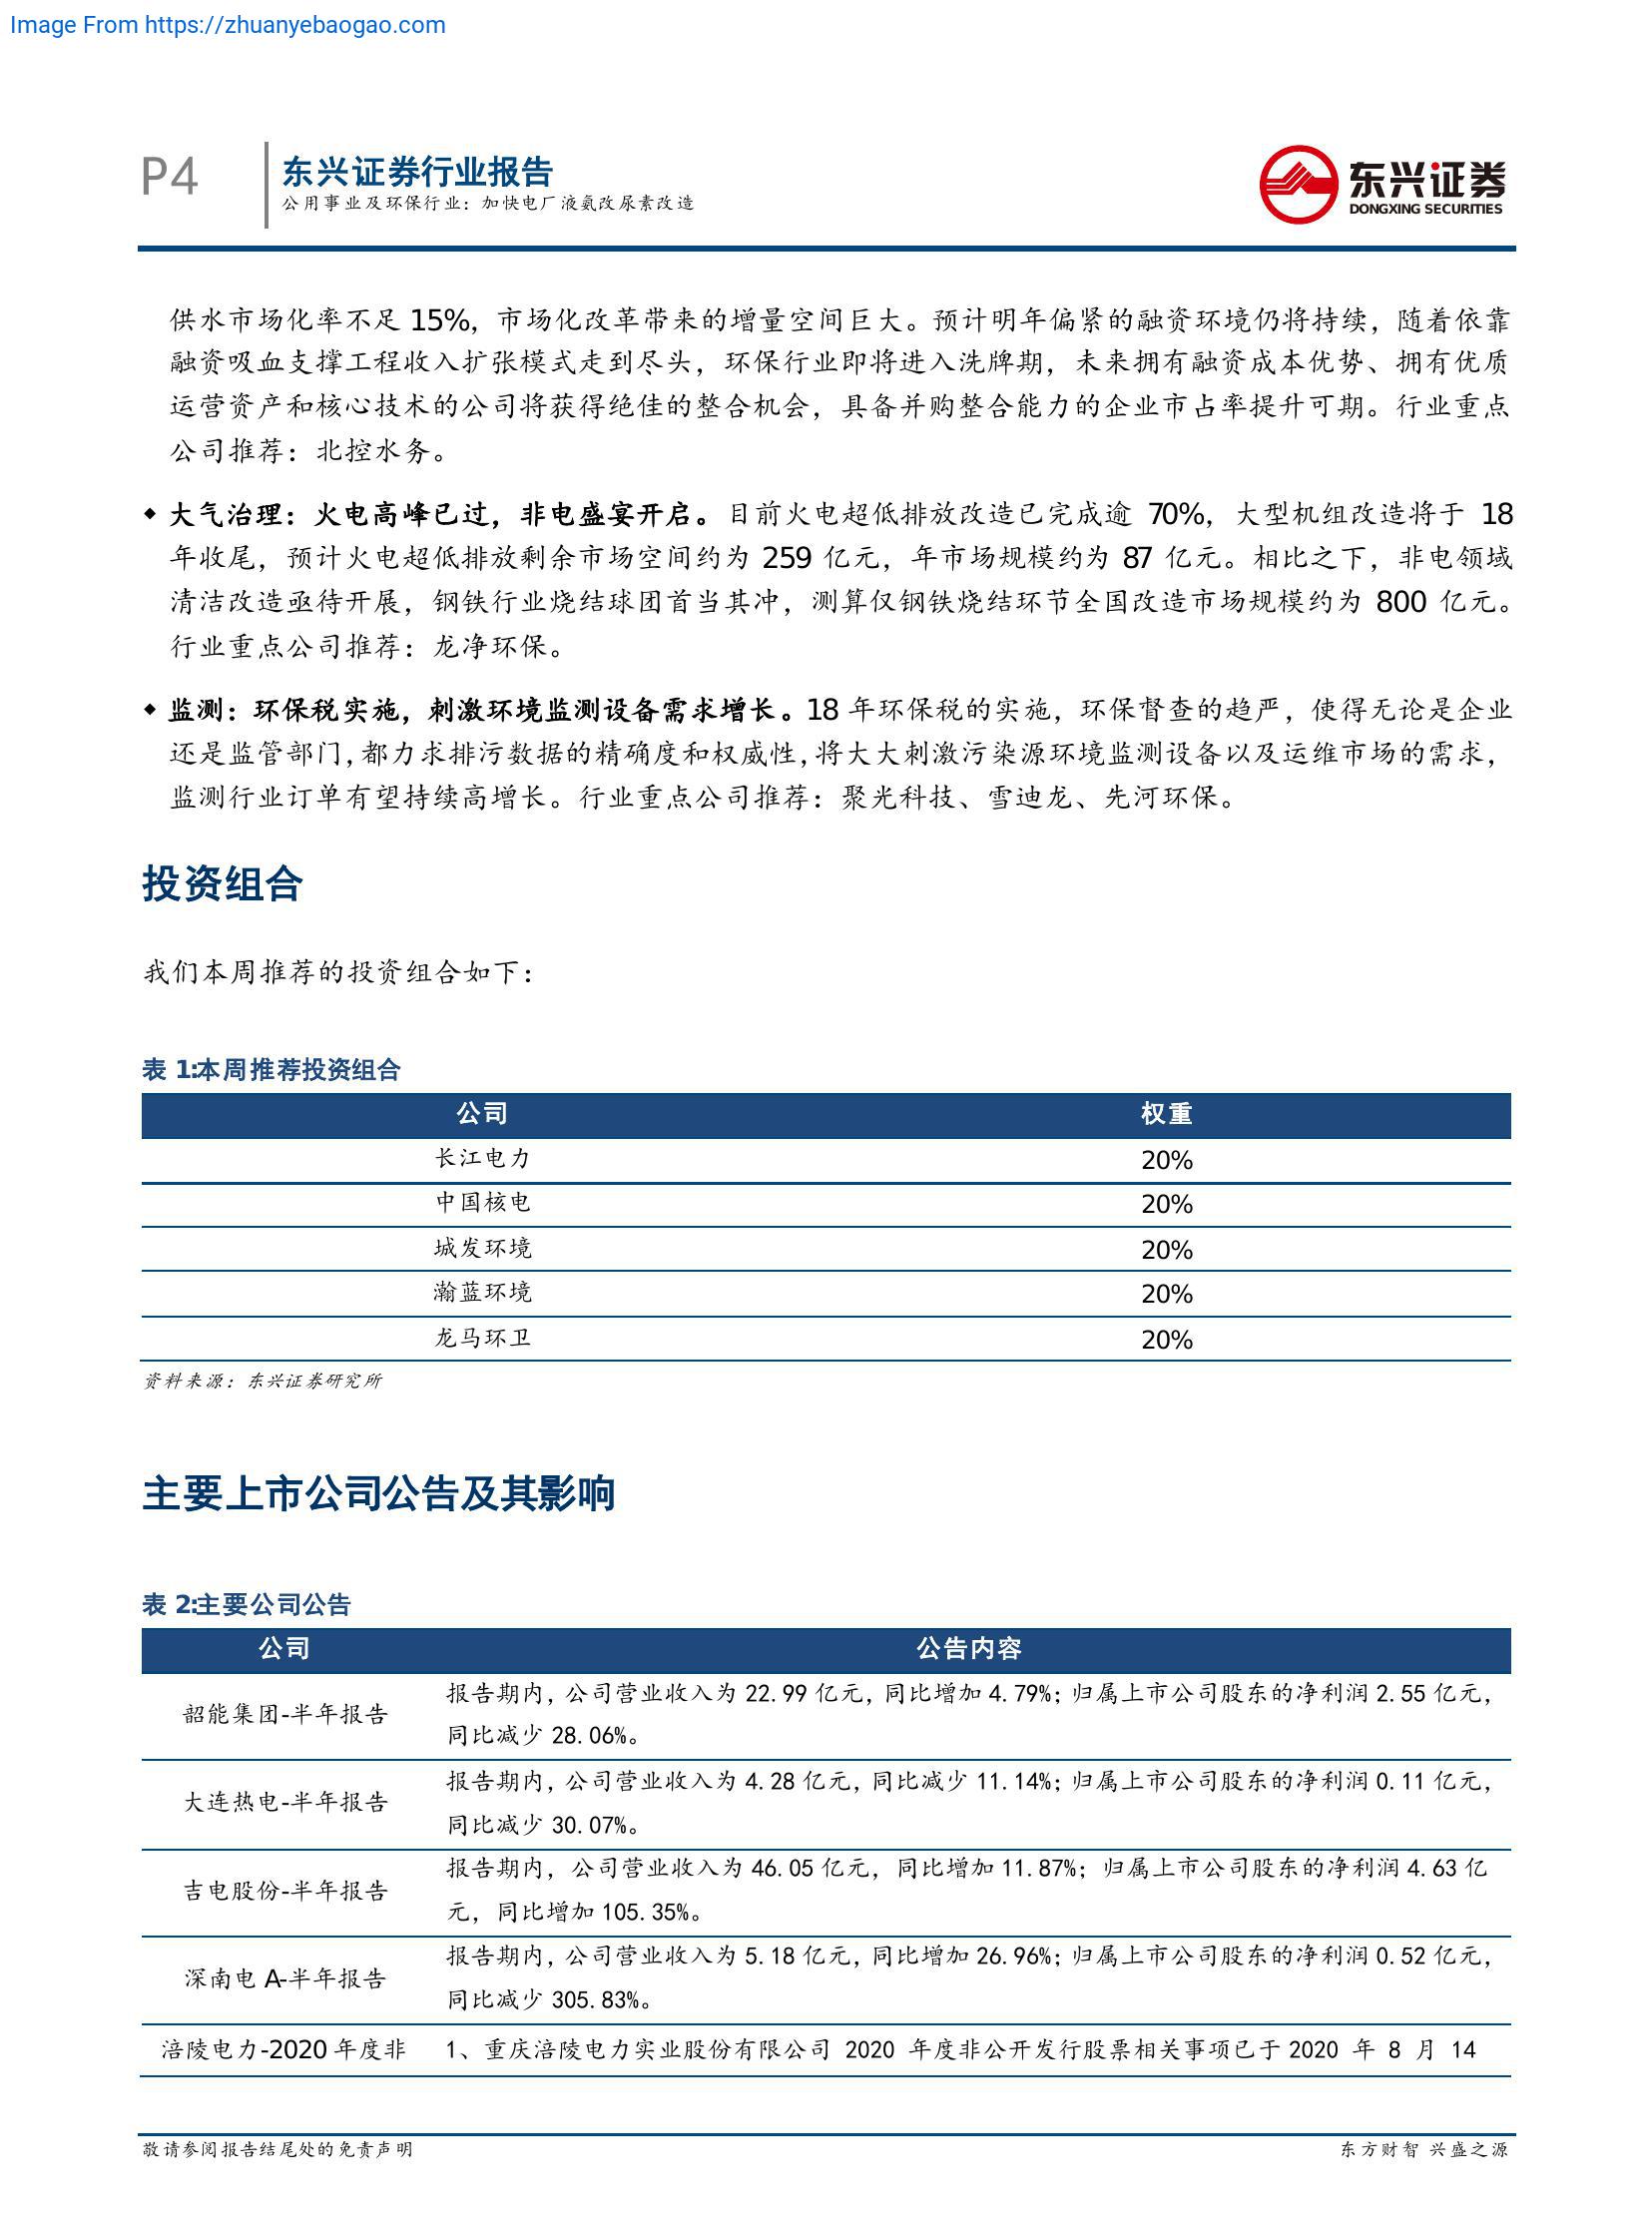 Image From https://zhuanyebaogao.com
P4
东兴证券行业报告
公用事业及环保行业：加快电厂液氨改尿素改造
东兴证券
DONGXING SECURITIES
供水市场化率不足 15%，市场化改革带来的增量空间巨大。预计明年偏紧的融资环境仍将持续，随着依靠
融资吸血支撑工程收入扩张模式走到尽头，环保行业即将进入洗牌期，未来拥有融资成本优势、拥有优质
运营资产和核心技术的公司将获得绝佳的整合机会，具备并购整合能力的企业市占率提升可期。行业重点
公司推荐：北控水务。
◆ 大气治理：火电高峰已过，非电盛宴开启。目前火电超低排放改造已完成逾 70%，大型机组改造将于 18
年收尾，预计火电超低排放剩余市场空间约为 259 亿元，年市场规模约为 87 亿元。相比之下，非电领域
清洁改造亟待开展，钢铁行业烧结球团首当其冲，测算仅钢铁烧结环节全国改造市场规模约为 800 亿元。
行业重点公司推荐：龙净环保。
◆ 监测：环保税实施，刺激环境监测设备需求增长。18 年环保税的实施，环保督查的趋严，使得无论是企业
还是监管部门，都力求排污数据的精确度和权威性，将大大刺激污染源环境监测设备以及运维市场的需求，
监测行业订单有望持续高增长。行业重点公司推荐：聚光科技、雪迪龙、先河环保。
投资组合
我们本周推荐的投资组合如下：
表 1:本周推荐投资组合
公司 权重
长江电力 20%
中国核电 20%
城发环境 20%
瀚蓝环境 20%
龙马环卫 20%
资料来源：东兴证券研究所
主要上市公司公告及其影响
表 2:主要公司公告
公司 公告内容
韶能集团-半年报告
报告期内，公司营业收入为 22.99 亿元，同比增加 4.79%；归属上市公司股东的净利润 2.55 亿元，
同比减少 28.06%。
大连热电-半年报告
报告期内，公司营业收入为 4.28 亿元，同比减少 11.14%；归属上市公司股东的净利润 0.11 亿元，
同比减少 30.07%。
吉电股份-半年报告
报告期内，公司营业收入为 46.05 亿元，同比增加 11.87%；归属上市公司股东的净利润 4.63 亿
元，同比增加 105.35%。
深南电 A-半年报告
报告期内，公司营业收入为 5.18 亿元，同比增加 26.96%；归属上市公司股东的净利润 0.52 亿元，
同比减少 305.83%。
涪陵电力-2020 年度非 1、重庆涪陵电力实业股份有限公司 2020 年度非公开发行股票相关事项已于 2020 年 8 月 14
敬请参阅报告结尾处的免责声明 东方财智 兴盛之源